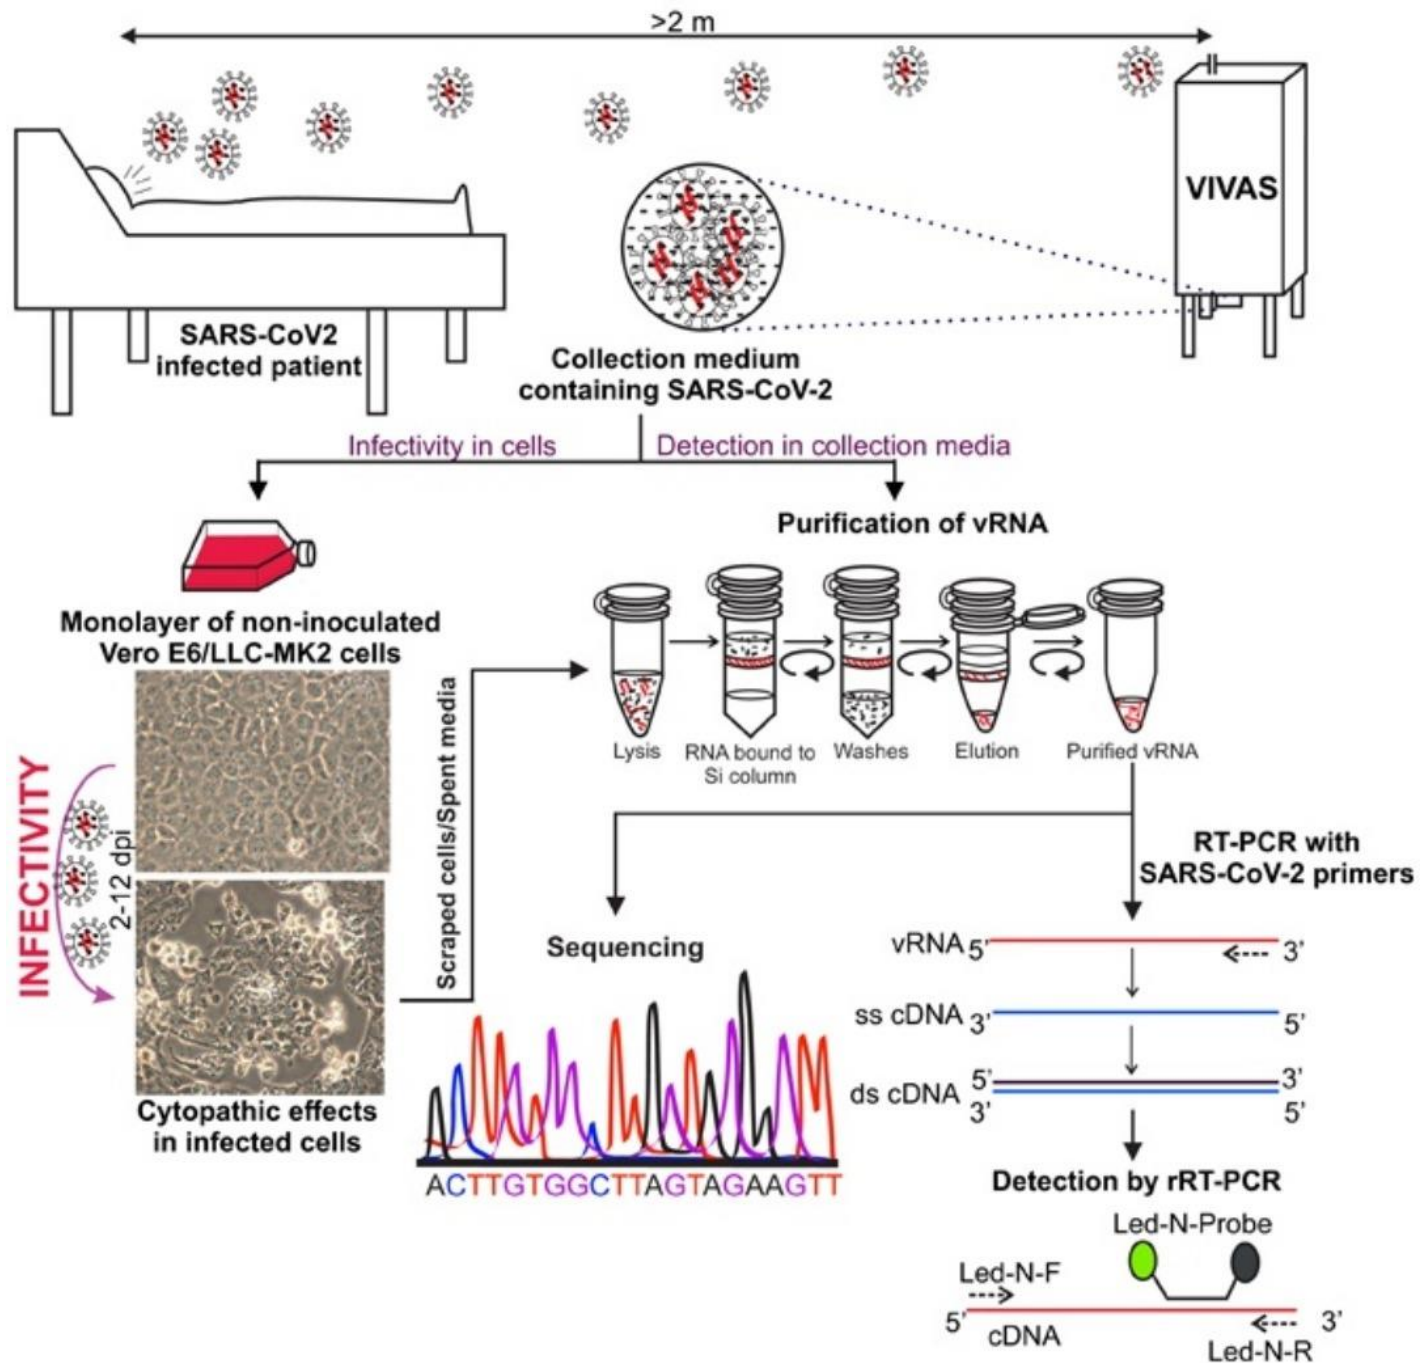 >2 m
VIVAS
SARS-CoV2
infected patient
Collection medium
containing SARS-CoV-2
Infectivity in cells
Detection in collection media
Purification of vRNA
Monolayer of non-inoculated
Vero E6/LLC-MK2 cells
Lysis
RNA bound to
Si column
Washes
Elution
Purified vRNA
INFECTIVITY
2-12 dpi
Scraped cells/Spent media
RT-PCR with
SARS-CoV-2 primers
Sequencing
vRNA 5' 3'
ss cDNA 3' 5'
ds cDNA
5' 3'
3' 5'
Cytopathic effects
in infected cells
ACTTGTGGCTTAGTAGAAGTT
Detection by rRT-PCR
Led-N-Probe
Led-N-F
5' 3'
cDNA
Led-N-R